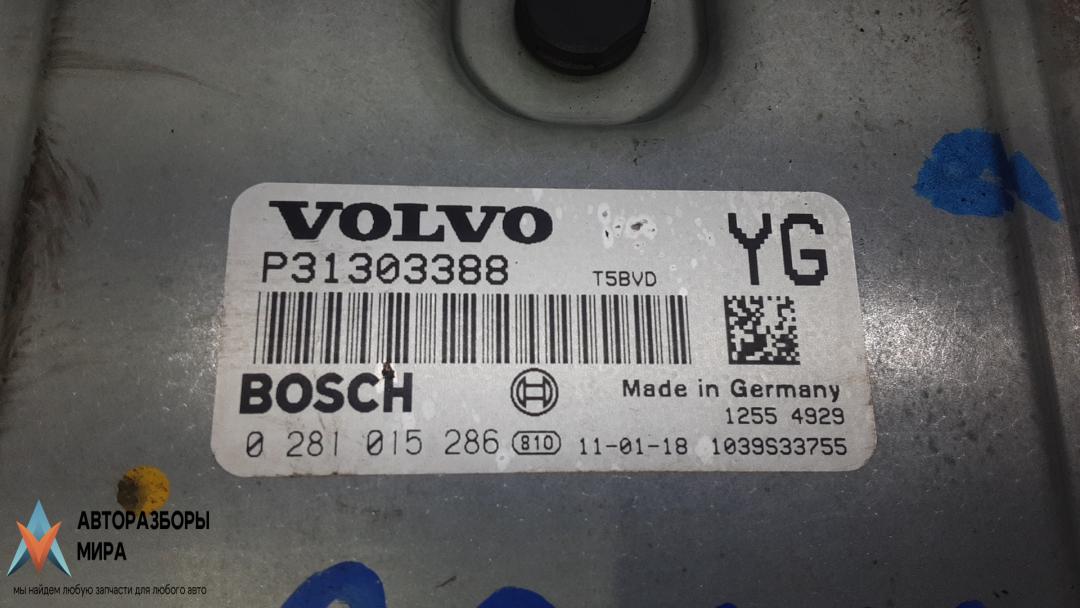 VOLVO
P31303388 T5BVD YG
BOSCH Made in Germany
1255 4929
0 281 015 286 810 11-01-18 1039S33755
АВТОРАЗБОРЫ
МИРА
мы найдем любую запчасти для любого авто